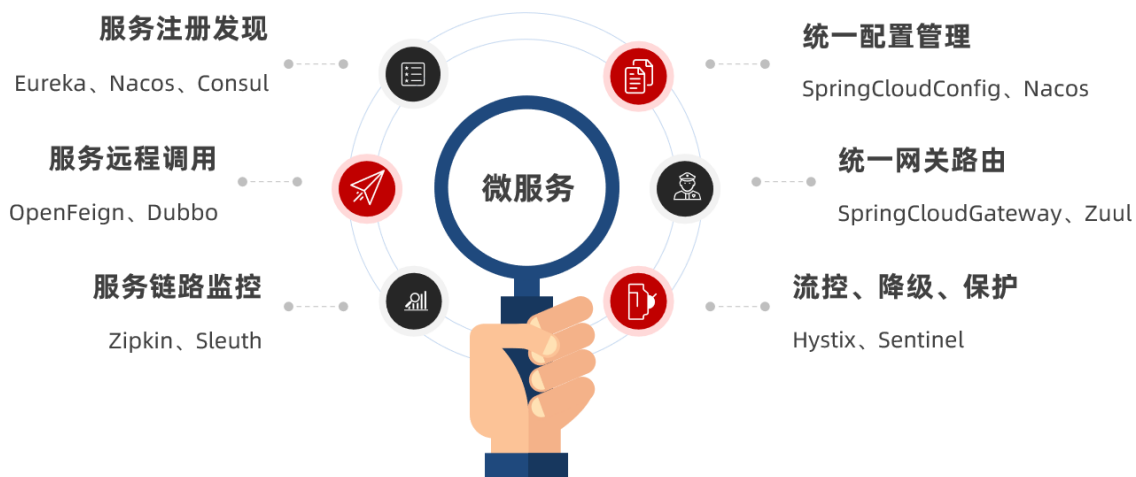 服务注册发现
Eureka、Nacos、Consul
服务远程调用
OpenFeign、Dubbo
服务链路监控
Zipkin、Sleuth
微服务
统一配置管理
SpringCloudConfig、Nacos
统一网关路由
SpringCloudGateway、Zuul
流控、降级、保护
Hystix、Sentinel